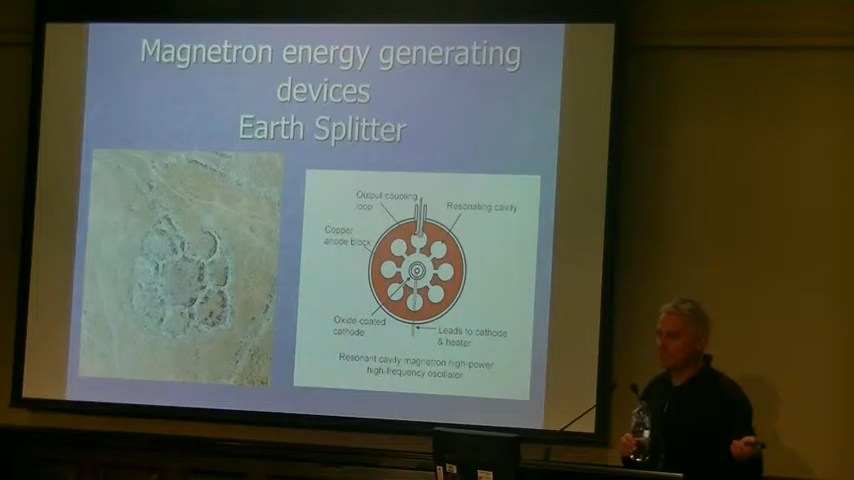 Magnetron energy generating
devices
Earth Splitter
Output coupling
loop
Resonating cavity
Copper
anode block
Oxide-coated
cathode
Leads to cathode
& heater
Resonant cavity magnetron high-power
high-frequency oscillator